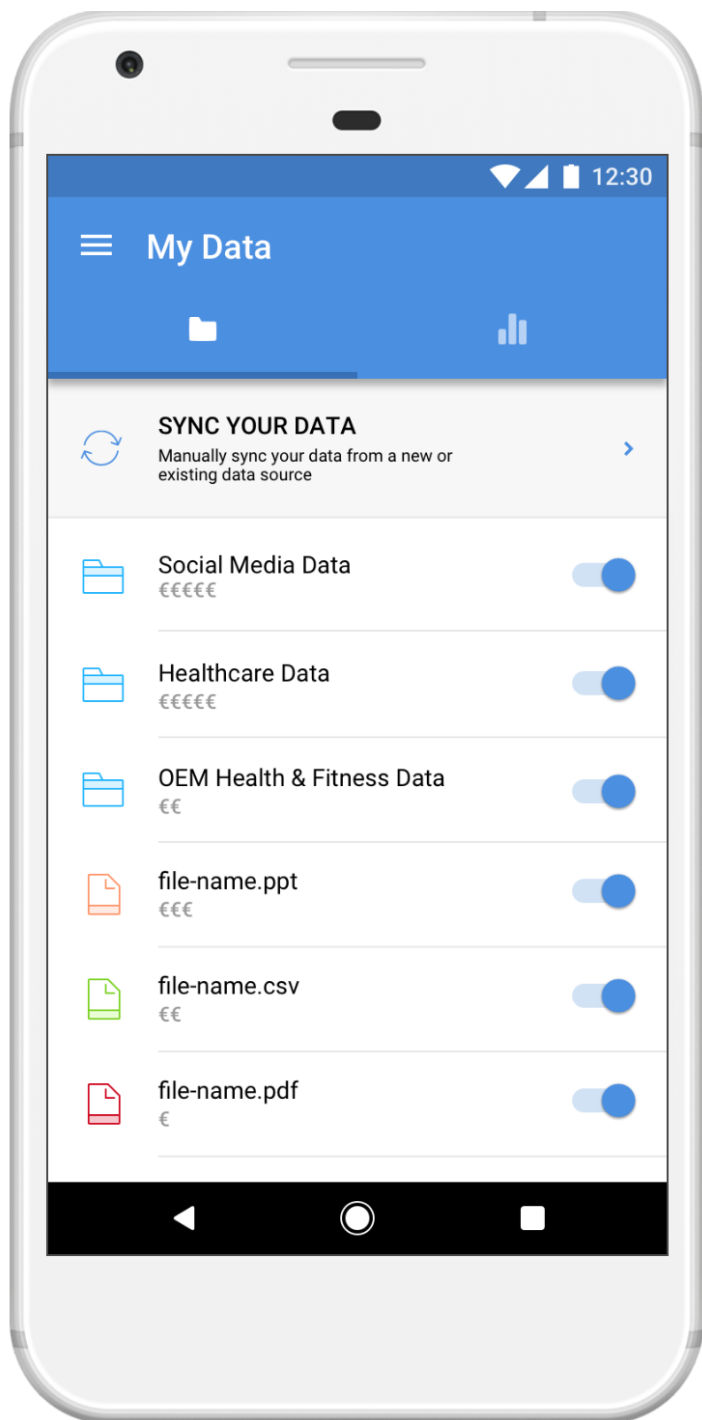 12:30
My Data
SYNC YOUR DATA
Manually sync your data from a new or
existing data source
Social Media Data
€€€€€
Healthcare Data
€€€€€
OEM Health & Fitness Data
€€
file-name.ppt
€€€
file-name.csv
€€
file-name.pdf
€